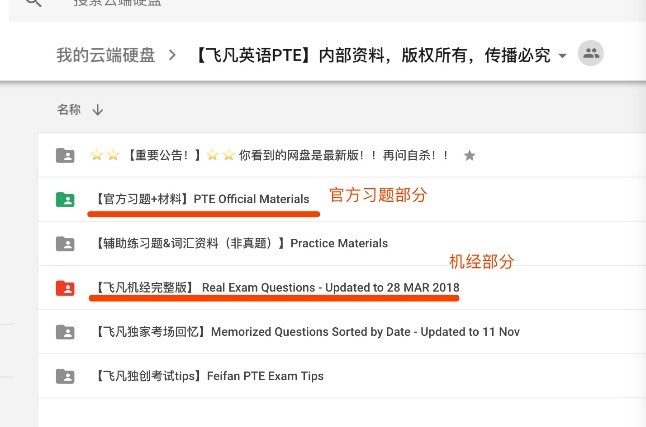 搜索云端硬盘
我的云端硬盘 > 【飞凡英语PTE】内部资料，版权所有，传播必究
名称 ↓
⭐⭐【重要公告！】⭐⭐你看到的网盘是最新版！！再问自杀！！ ★
【官方习题+材料】PTE Official Materials 官方习题部分
【辅助练习题&词汇资料（非真题）】Practice Materials
机经部分
【飞凡机经完整版】 Real Exam Questions - Updated to 28 MAR 2018
【飞凡独家考场回忆】Memorized Questions Sorted by Date - Updated to 11 Nov
【飞凡独创考试tips】Feifan PTE Exam Tips